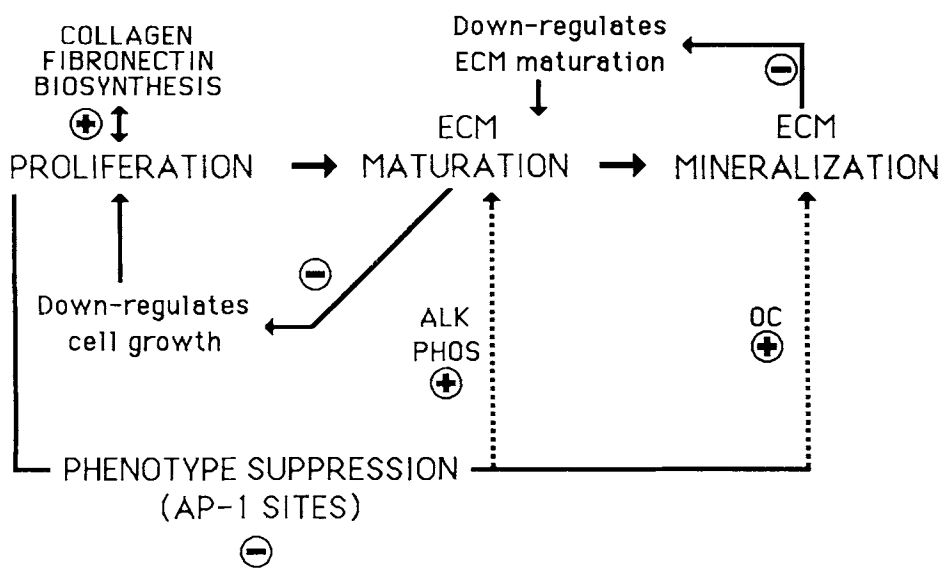 COLLAGEN
FIBRONECTIN
BIOSYNTHESIS
+
PROLIFERATION
Down-regulates
ECM maturation
−
ECM
MATURATION
ECM
MINERALIZATION
−
Down-regulates
cell growth
ALK
PHOS
+
OC
+
PHENOTYPE SUPPRESSION
(AP-1 SITES)
−